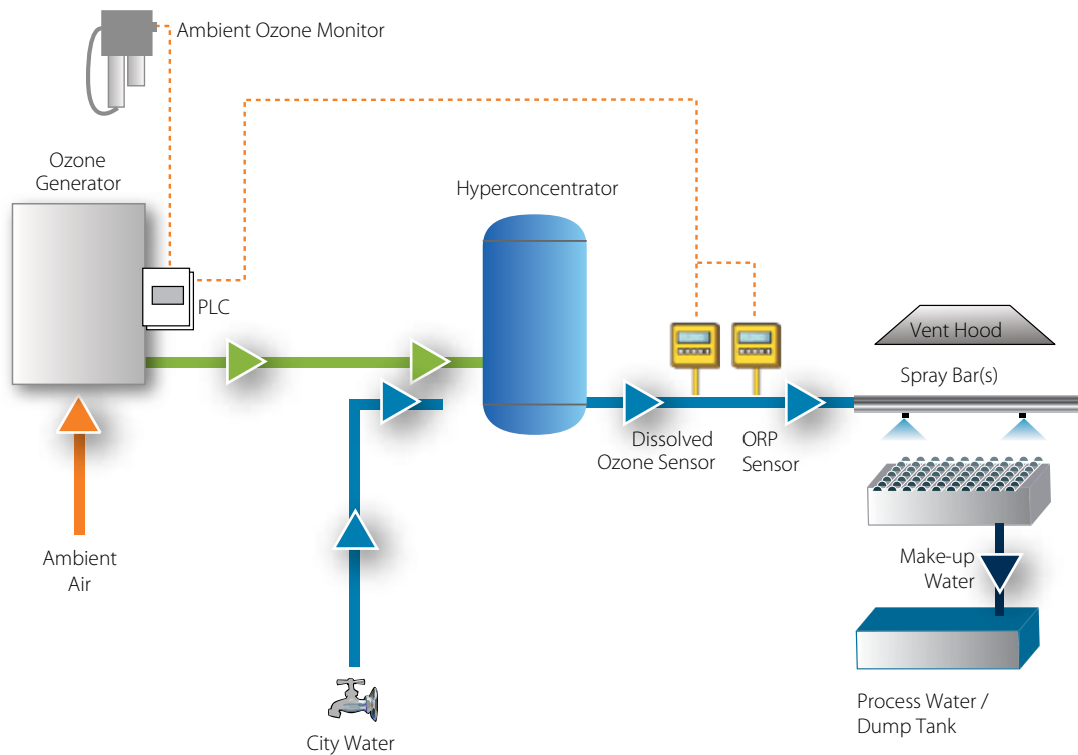 Ambient Ozone Monitor
Ozone
Generator
Hyperconcentrator
PLC
Vent Hood
Spray Bar(s)
Dissolved
Ozone Sensor
ORP
Sensor
Ambient
Air
Make-up
Water
City Water
Process Water /
Dump Tank